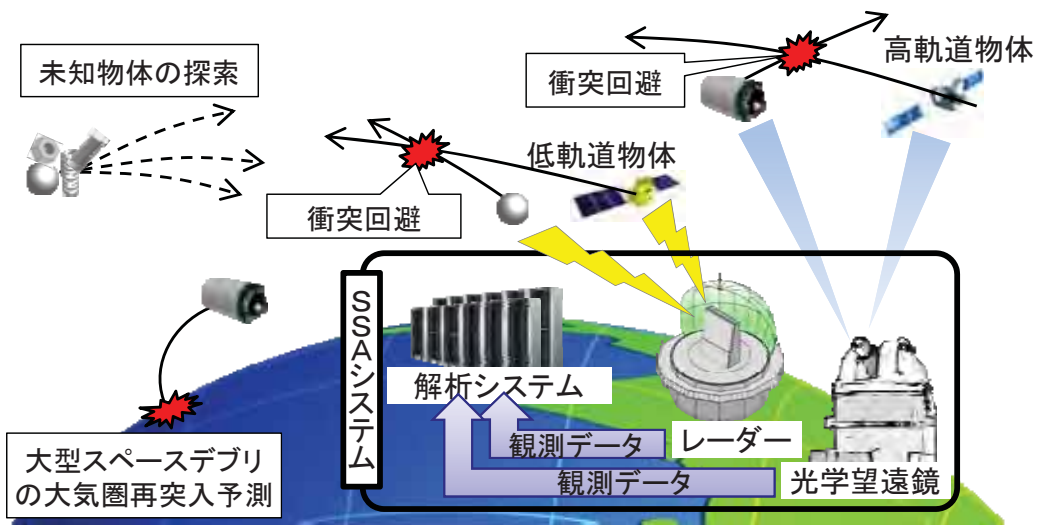 未知物体の探索
衝突回避
高軌道物体
低軌道物体
衝突回避
SSAシステム
解析システム
観測データ
レーダー
観測データ
光学望遠鏡
大型スペースデブリ
の大気圏再突入予測